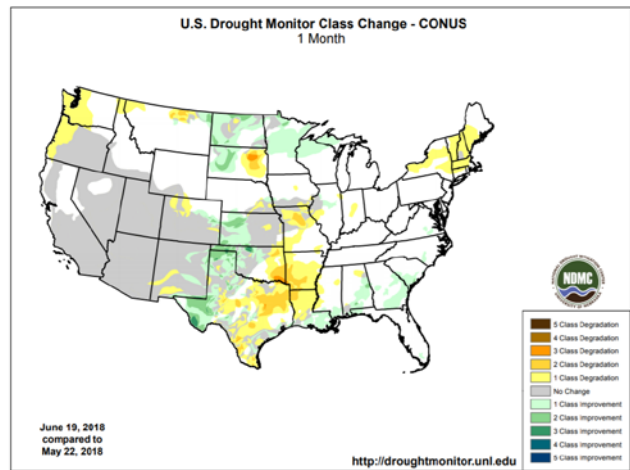 U.S. Drought Monitor Class Change - CONUS
1 Month
NDMC
5 Class Degradation
4 Class Degradation
3 Class Degradation
2 Class Degradation
1 Class Degradation
No Change
1 Class Improvement
2 Class Improvement
3 Class Improvement
4 Class Improvement
5 Class Improvement
June 19, 2018
compared to
May 22, 2018
http://droughtmonitor.unl.edu